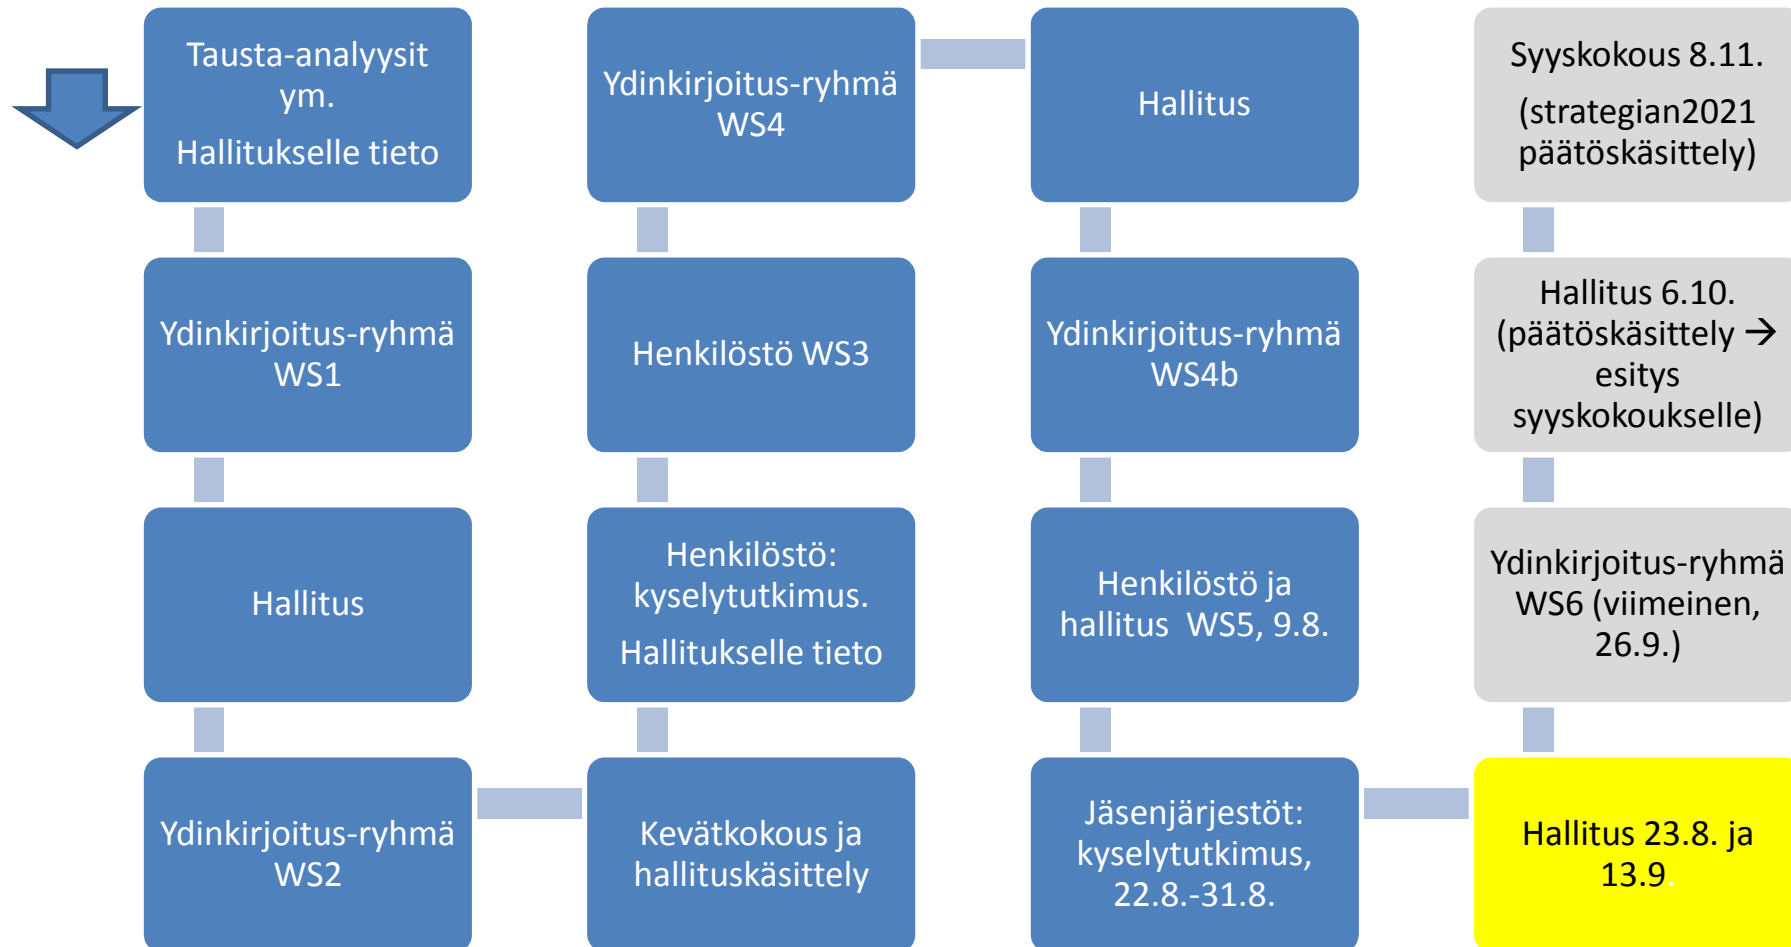 Tausta-analyysit
ym.
Hallitukselle tieto
Ydinkirjoitus-ryhmä
WS1
Hallitus
Ydinkirjoitus-ryhmä
WS2
Kevätkokous ja
hallituskäsittely
Henkilöstö:
kyselytutkimus.
Hallitukselle tieto
Henkilöstö WS3
Ydinkirjoitus-ryhmä
WS4
Hallitus
Ydinkirjoitus-ryhmä
WS4b
Henkilöstö ja
hallitus WS5, 9.8.
Jäsenjärjestöt:
kyselytutkimus,
22.8.-31.8.
Hallitus 23.8. ja
13.9.
Ydinkirjoitus-ryhmä
WS6 (viimeinen,
26.9.)
Hallitus 6.10.
(päätöskäsittely →
esitys
syyskokoukselle)
Syyskokous 8.11.
(strategian2021
päätöskäsittely)